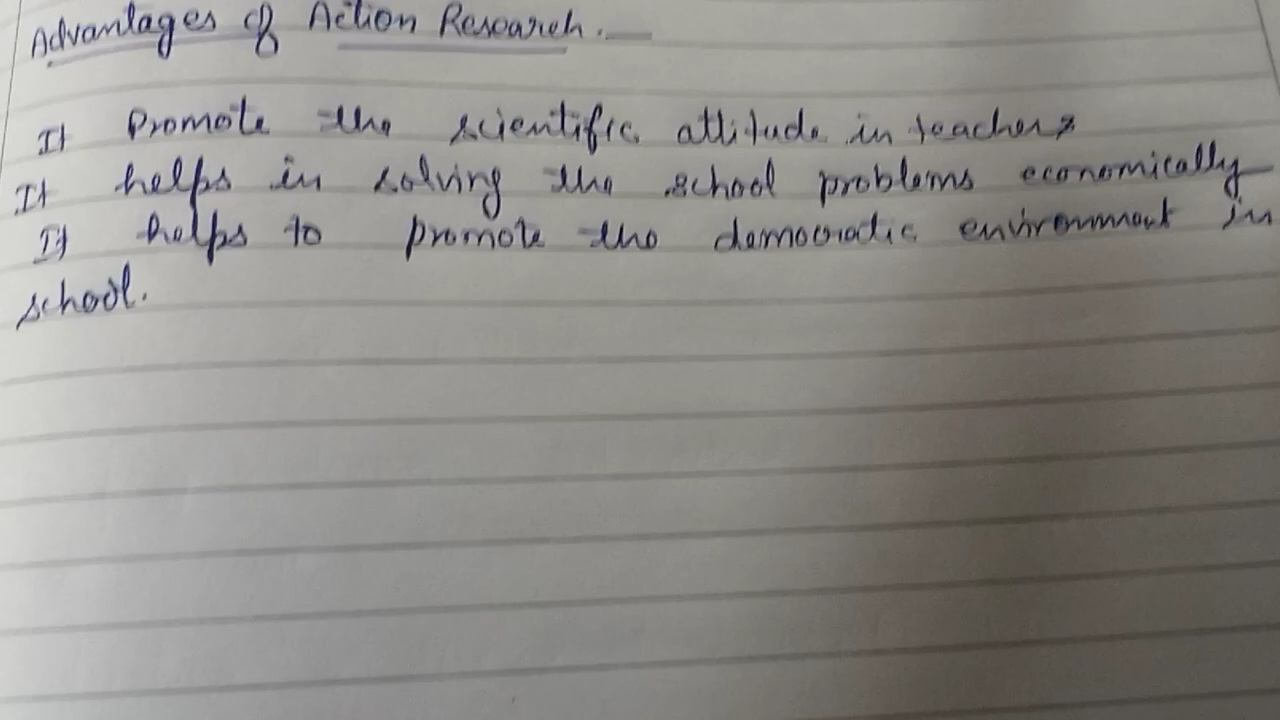 Advantages of Action Research.
It Promote the scientific attitude in teachers
It helps in solving the school problems economically
It helps to promote the democratic environment in
school.